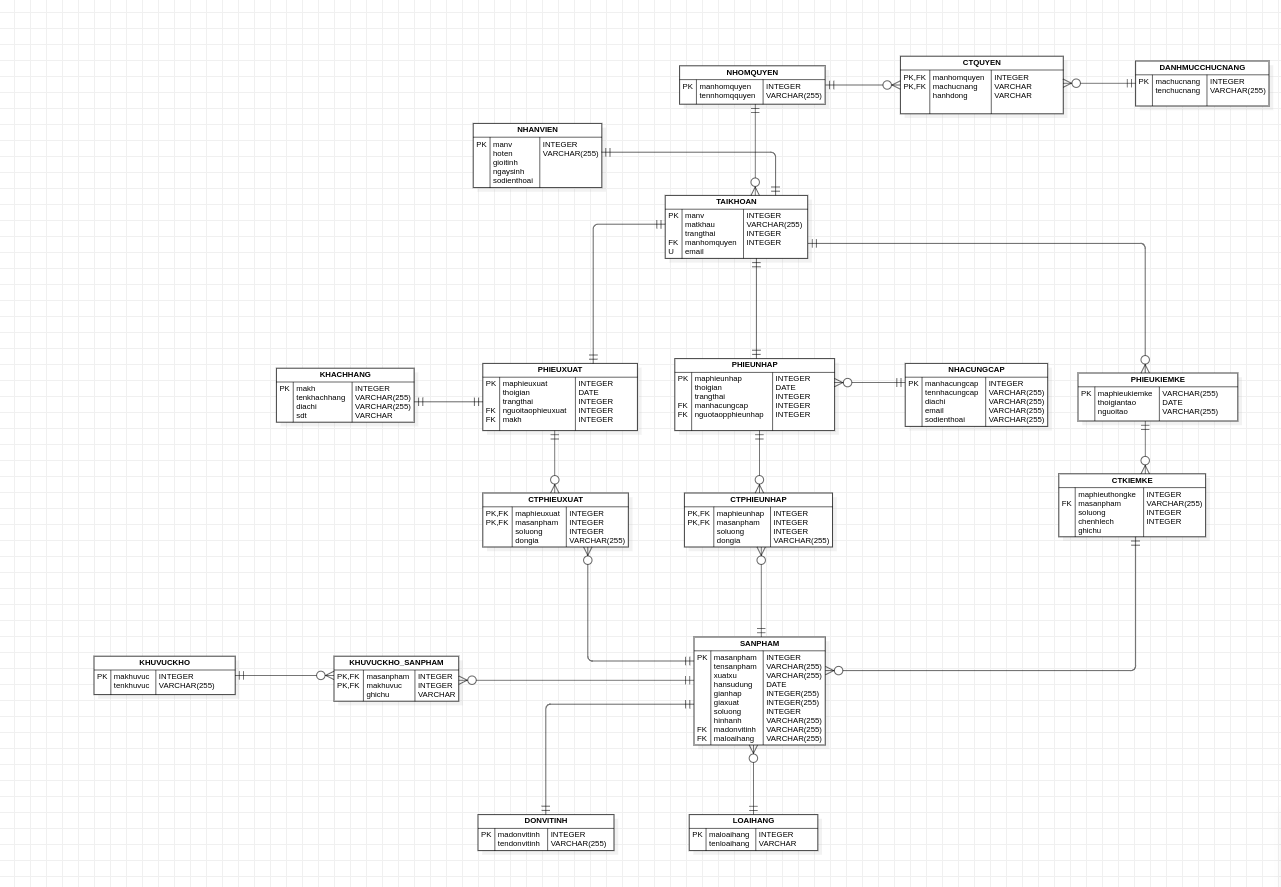 NHOMQUYEN
PK manhomquyen INTEGER
tennhomqquyen VARCHAR(255)
CTQUYEN
PK,FK manhomquyen INTEGER
PK,FK machucnang VARCHAR
hanhdong VARCHAR
DANHMUCCHUCNANG
PK machucnang INTEGER
tenchucnang VARCHAR(255)
NHANVIEN
PK manv INTEGER
hoten VARCHAR(255)
gioitinh
ngaysinh
sodienthoai
TAIKHOAN
PK manv INTEGER
matkhau VARCHAR(255)
trangthai INTEGER
FK manhomquyen INTEGER
U email
KHACHHANG
PK makh INTEGER
tenkhachhang VARCHAR(255)
diachi VARCHAR(255)
sdt VARCHAR
PHIEUXUAT
PK maphieuxuat INTEGER
thoigian DATE
trangthai INTEGER
FK nguoitaophieuxuat INTEGER
FK makh INTEGER
PHIEUNHAP
PK maphieunhap INTEGER
thoigian DATE
trangthai INTEGER
FK manhacungcap INTEGER
FK nguotaopphieunhap INTEGER
NHACUNGCAP
PK manhacungcap INTEGER
tennhacungcap VARCHAR(255)
diachi VARCHAR(255)
email VARCHAR(255)
sodienthoai VARCHAR(255)
PHIEUKIEMKE
PK maphieukiemke VARCHAR(255)
thoigiantao DATE
nguoitao VARCHAR(255)
CTPHIEUXUAT
PK,FK maphieuxuat INTEGER
PK,FK masanpham INTEGER
soluong INTEGER
dongia VARCHAR(255)
CTPHIEUNHAP
PK,FK maphieunhap INTEGER
PK,FK masanpham INTEGER
soluong INTEGER
dongia VARCHAR(255)
CTKIEMKE
maphieuthongke INTEGER
FK masanpham VARCHAR(255)
soluong INTEGER
chenhlech INTEGER
ghichu
KHUVUCKHO
PK makhuvuc INTEGER
tenkhuvuc VARCHAR(255)
KHUVUCKHO_SANPHAM
PK,FK masanpham INTEGER
PK,FK makhuvuc INTEGER
ghichu VARCHAR
SANPHAM
PK masanpham INTEGER
tensanpham VARCHAR(255)
xuatxu VARCHAR(255)
hansudung DATE
gianhap INTEGER(255)
giaxuat INTEGER(255)
soluong INTEGER
hinhanh VARCHAR(255)
FK madonvitinh VARCHAR(255)
FK maloaihang VARCHAR(255)
DONVITINH
PK madonvitinh INTEGER
tendonvitinh VARCHAR(255)
LOAIHANG
PK maloaihang INTEGER
tenloaihang VARCHAR